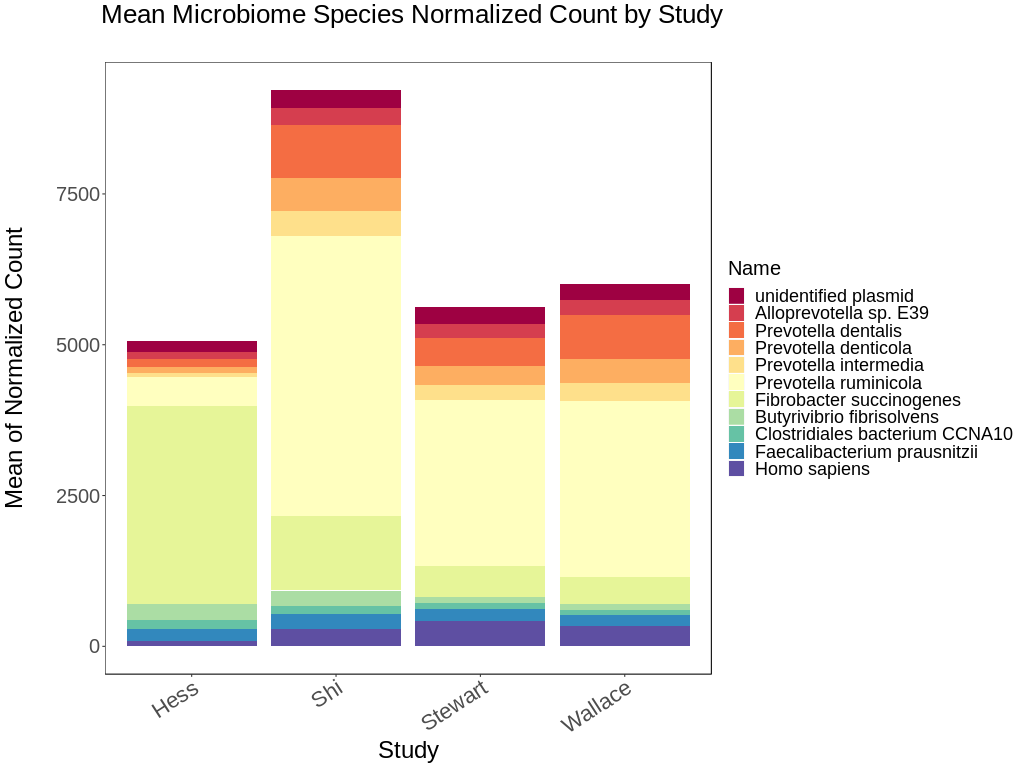 Mean Microbiome Species Normalized Count by Study
Mean of Normalized Count
7500
5000
2500
0
Hess
Shi
Stewart
Wallace
Study
Name
unidentified plasmid
Alloprevotella sp. E39
Prevotella dentalis
Prevotella denticola
Prevotella intermedia
Prevotella ruminicola
Fibrobacter succinogenes
Butyrivibrio fibrisolvens
Clostridiales bacterium CCNA10
Faecalibacterium prausnitzii
Homo sapiens